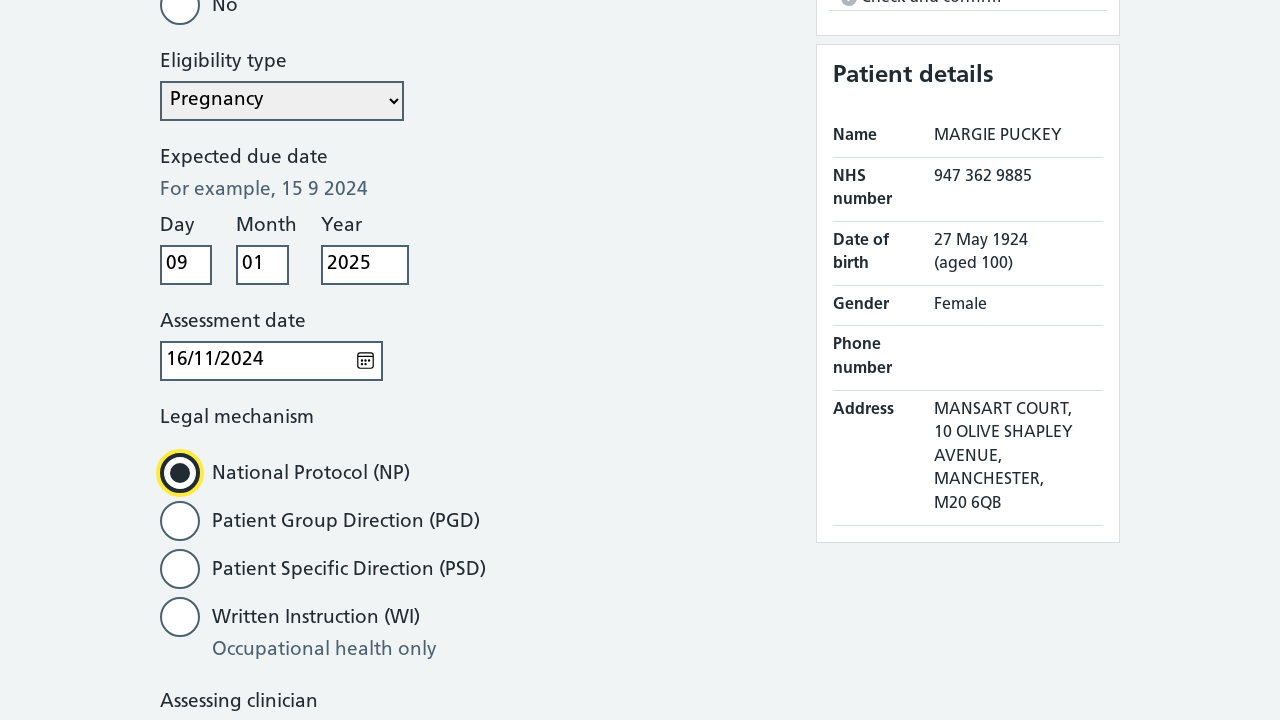 No
Eligibility type
Pregnancy
Expected due date
For example, 15 9 2024
Day Month Year
09 01 2025
Assessment date
16/11/2024
Legal mechanism
National Protocol (NP)
Patient Group Direction (PGD)
Patient Specific Direction (PSD)
Written Instruction (WI)
Occupational health only
Assessing clinician
Check and confirm
Patient details
Name MARGIE PUCKEY
NHS number 947 362 9885
Date of birth 27 May 1924
(aged 100)
Gender Female
Phone number
Address MANSART COURT,
10 OLIVE SHAPLEY
AVENUE,
MANCHESTER,
M20 6QB